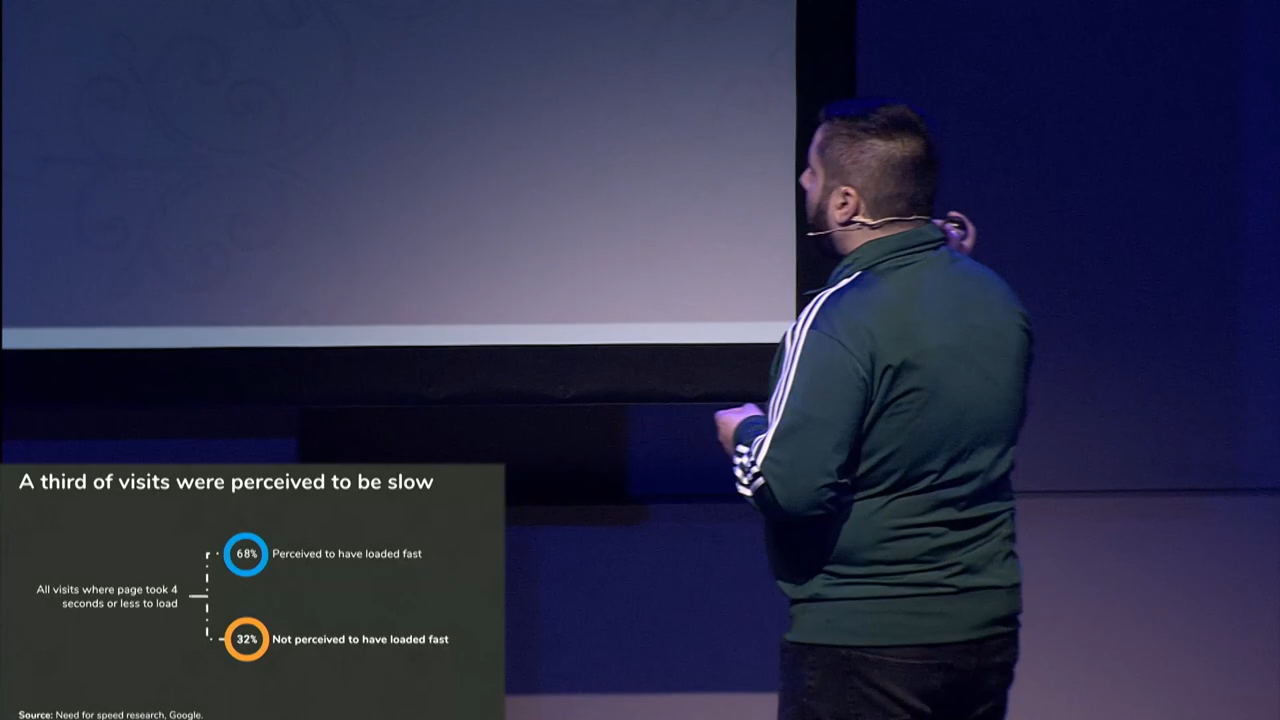 A third of visits were perceived to be slow
68% Perceived to have loaded fast
All visits where page took 4
seconds or less to load
32% Not perceived to have loaded fast
Source: Need for speed research, Google.